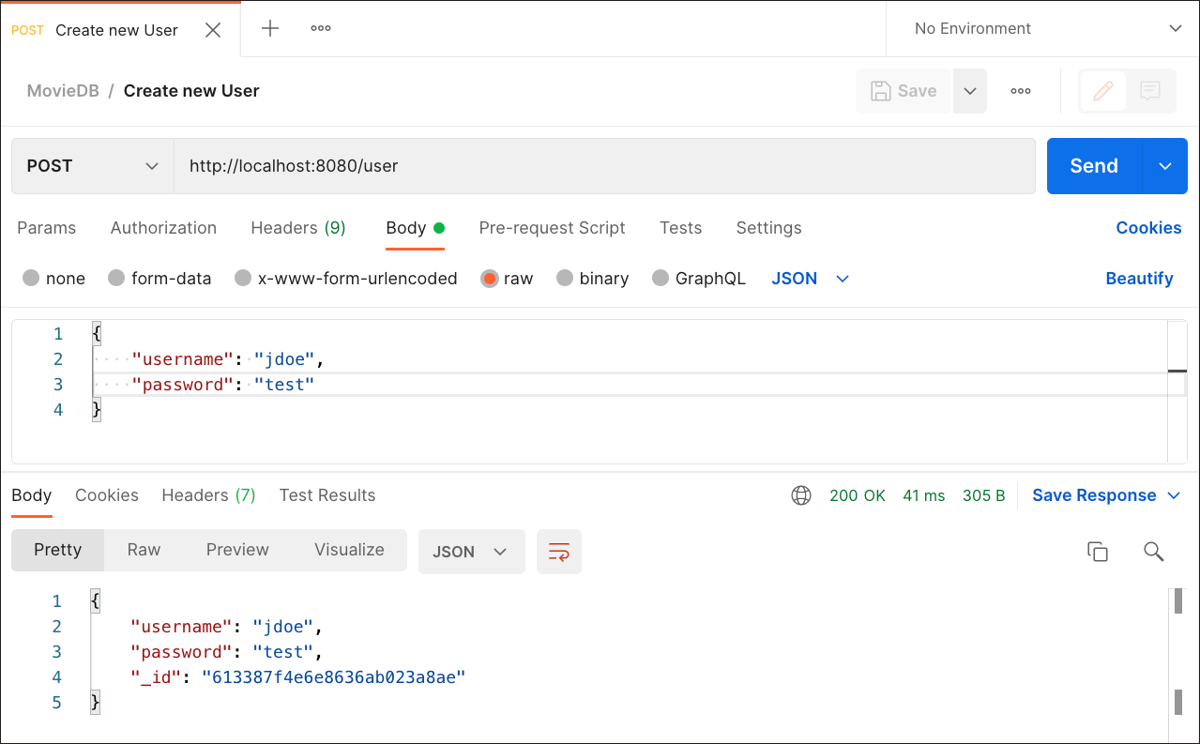 POST Create new User No Environment
MovieDB / Create new User Save
POST http://localhost:8080/user Send
Params Authorization Headers (9) Body Pre-request Script Tests Settings Cookies
none form-data x-www-form-urlencoded raw binary GraphQL JSON Beautify
1 {
2 "username": "jdoe",
3 "password": "test"
4 }
Body Cookies Headers (7) Test Results 200 OK 41 ms 305 B Save Response
Pretty Raw Preview Visualize JSON
1 {
2 "username": "jdoe",
3 "password": "test",
4 "_id": "613387f4e6e8636ab023a8ae"
5 }